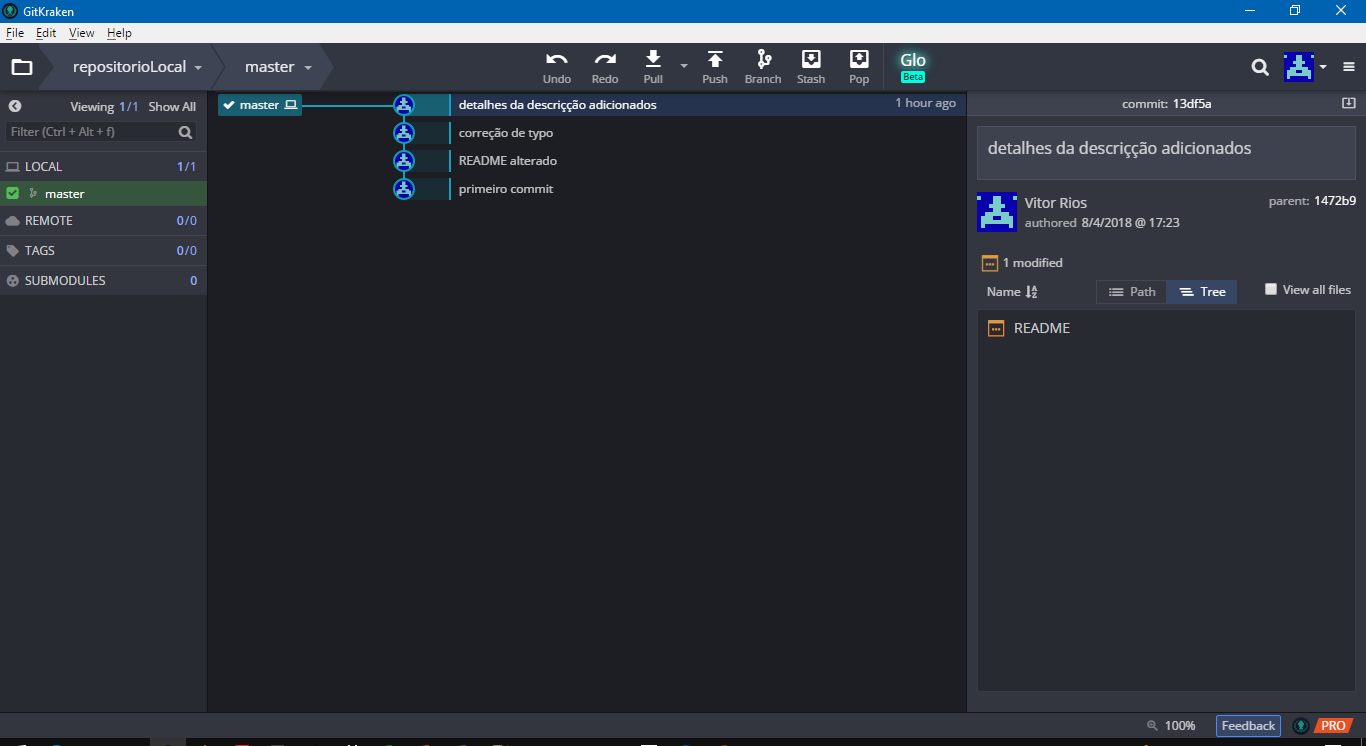 GitKraken
File Edit View Help
repositorioLocal master Undo Redo Pull Push Branch Stash Pop Glo Beta
Viewing 1/1 Show All
Filter (Ctrl + Alt + f)
LOCAL 1/1
master
REMOTE 0/0
TAGS 0/0
SUBMODULES 0
master detalhes da descriçção adicionados 1 hour ago
correção de typo
README alterado
primeiro commit
commit: 13df5a
detalhes da descriçção adicionados
Vitor Rios parent: 1472b9
authored 8/4/2018 @ 17:23
1 modified
Name Path Tree View all files
README
100% Feedback PRO